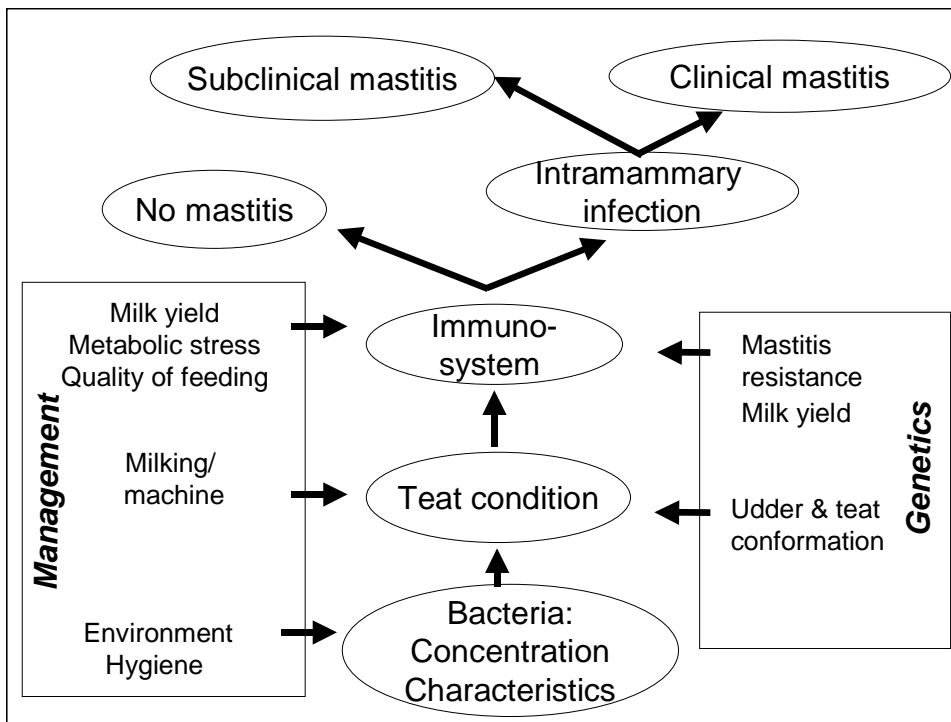 Subclinical mastitis
Clinical mastitis
Intramammary
infection
No mastitis
Management
Milk yield
Metabolic stress
Quality of feeding
Immuno-
system
Mastitis
resistance
Milk yield
Genetics
Milking/
machine
Teat condition
Udder & teat
conformation
Environment
Hygiene
Bacteria:
Concentration
Characteristics